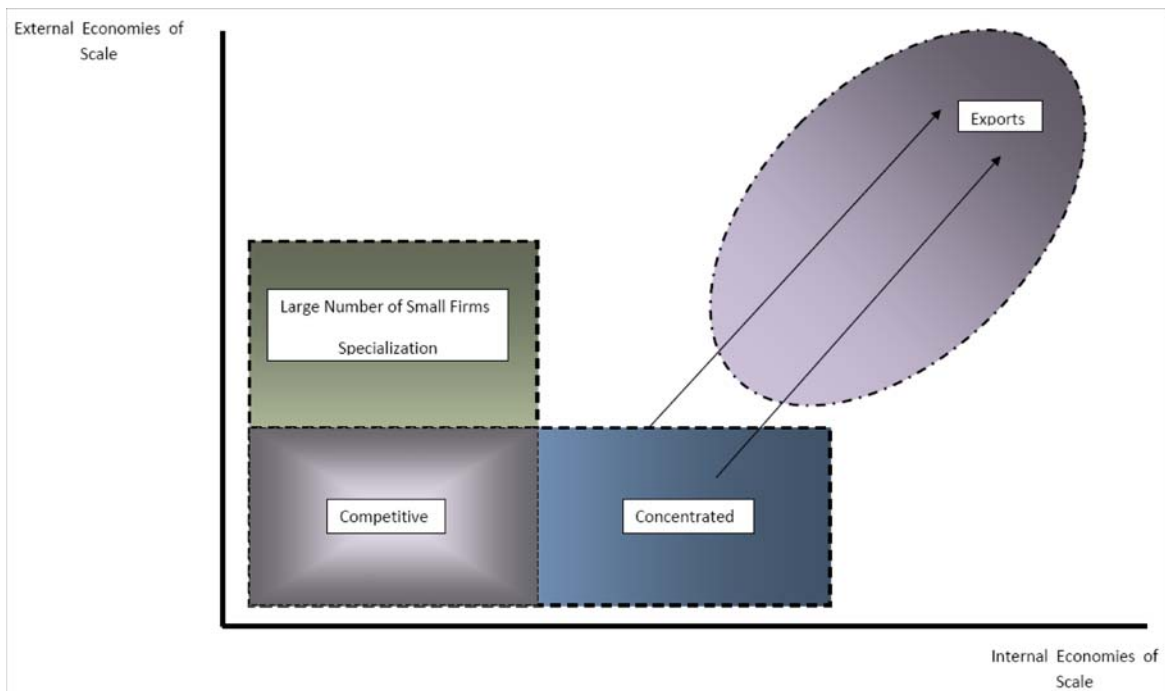 External Economies of
Scale
Exports
Large Number of Small Firms
Specialization
Competitive
Concentrated
Internal Economies of
Scale